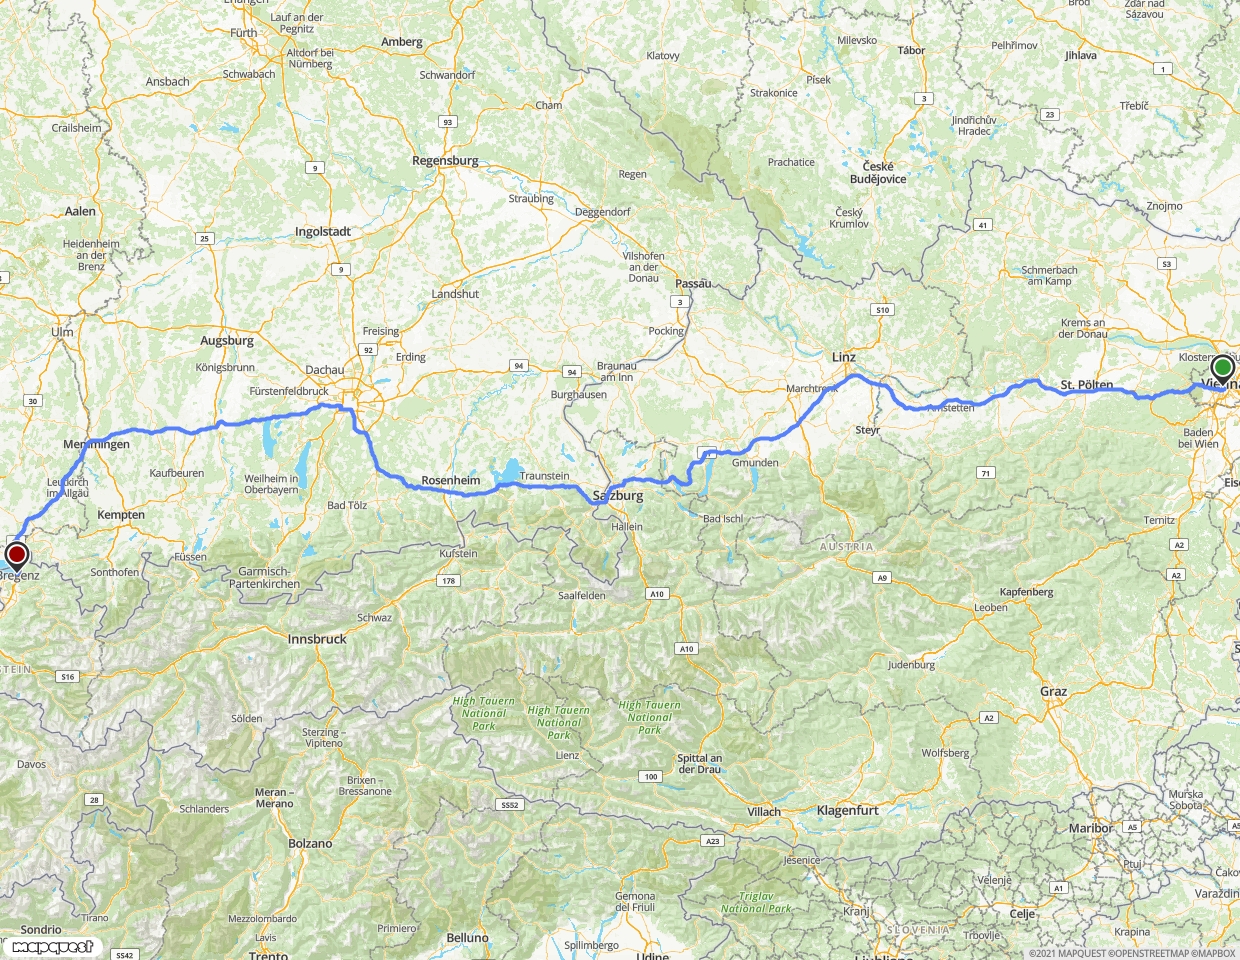 Erlangen
Lauf an der
Pegnitz
Fürth
Amberg
Altdorf bei
Nürnberg
Schwabach
Ansbach
Schwandorf
Klatovy
Milevsko
Tábor
Pelhřimov
Brod
Žďár nad
Sázavou
Jihlava
1
Crailsheim
93
Cham
Strakonice
Písek
3
Jindřichův
Hradec
23
Třebíč
9
Regensburg
Regen
Prachatice
České
Budějovice
Straubing
Deggendorf
Aalen
Český
Krumlov
41
Znojmo
Heidenheim
an der
Brenz
25
Ingolstadt
9
Vilshofen
an der
Donau
Passau
Schmerbach
am Kamp
S3
Landshut
3
S10
Ulm
Freising
Pocking
Krems an
der Donau
Augsburg
92
Erding
Linz
Königsbrunn
Dachau
94
94
Braunau
am Inn
Vienna
Fürstenfeldbruck
Burghausen
Marchtrenk
St. Pölten
30
Amstetten
Memmingen
Steyr
Baden
bei Wien
Kaufbeuren
Gmunden
Leutkirch
im Allgäu
Weilheim in
Oberbayern
Rosenheim
Traunstein
71
Salzburg
Kempten
Bad Tölz
Hallein
Bad Ischl
Ternitz
Füssen
Kufstein
AUSTRIA
A2
Bregenz
Sonthofen
Garmisch-
Partenkirchen
178
Saalfelden
A10
A9
A2
Kapfenberg
Leoben
Schwaz
Innsbruck
A10
S16
Judenburg
Graz
High Tauern
National
Park
High Tauern
National
Park
High Tauern
National
Park
A2
Sölden
Sterzing –
Vipiteno
Davos
Lienz
Spittal an
der Drau
Wolfsberg
100
Brixen –
Bressanone
28
Meran –
Merano
Schlanders
SS52
Villach
Klagenfurt
Murska
Sobota
Maribor
A5
A23
Bolzano
Jesenice
Ptuj
Velenje
A1
Gemona
del Friuli
Triglav
National Park
Kranj
Celje
Varaždin
Tirano
Mezzolombardo
Primiero
SLOVENIA
Trbovlje
Krapina
Sondrio
Lavis
Belluno
Spilimbergo
mapquest
SS42
Trento
Udine
Ljubljana
©2021 MAPQUEST ©OPENSTREETMAP ©MAPBOX